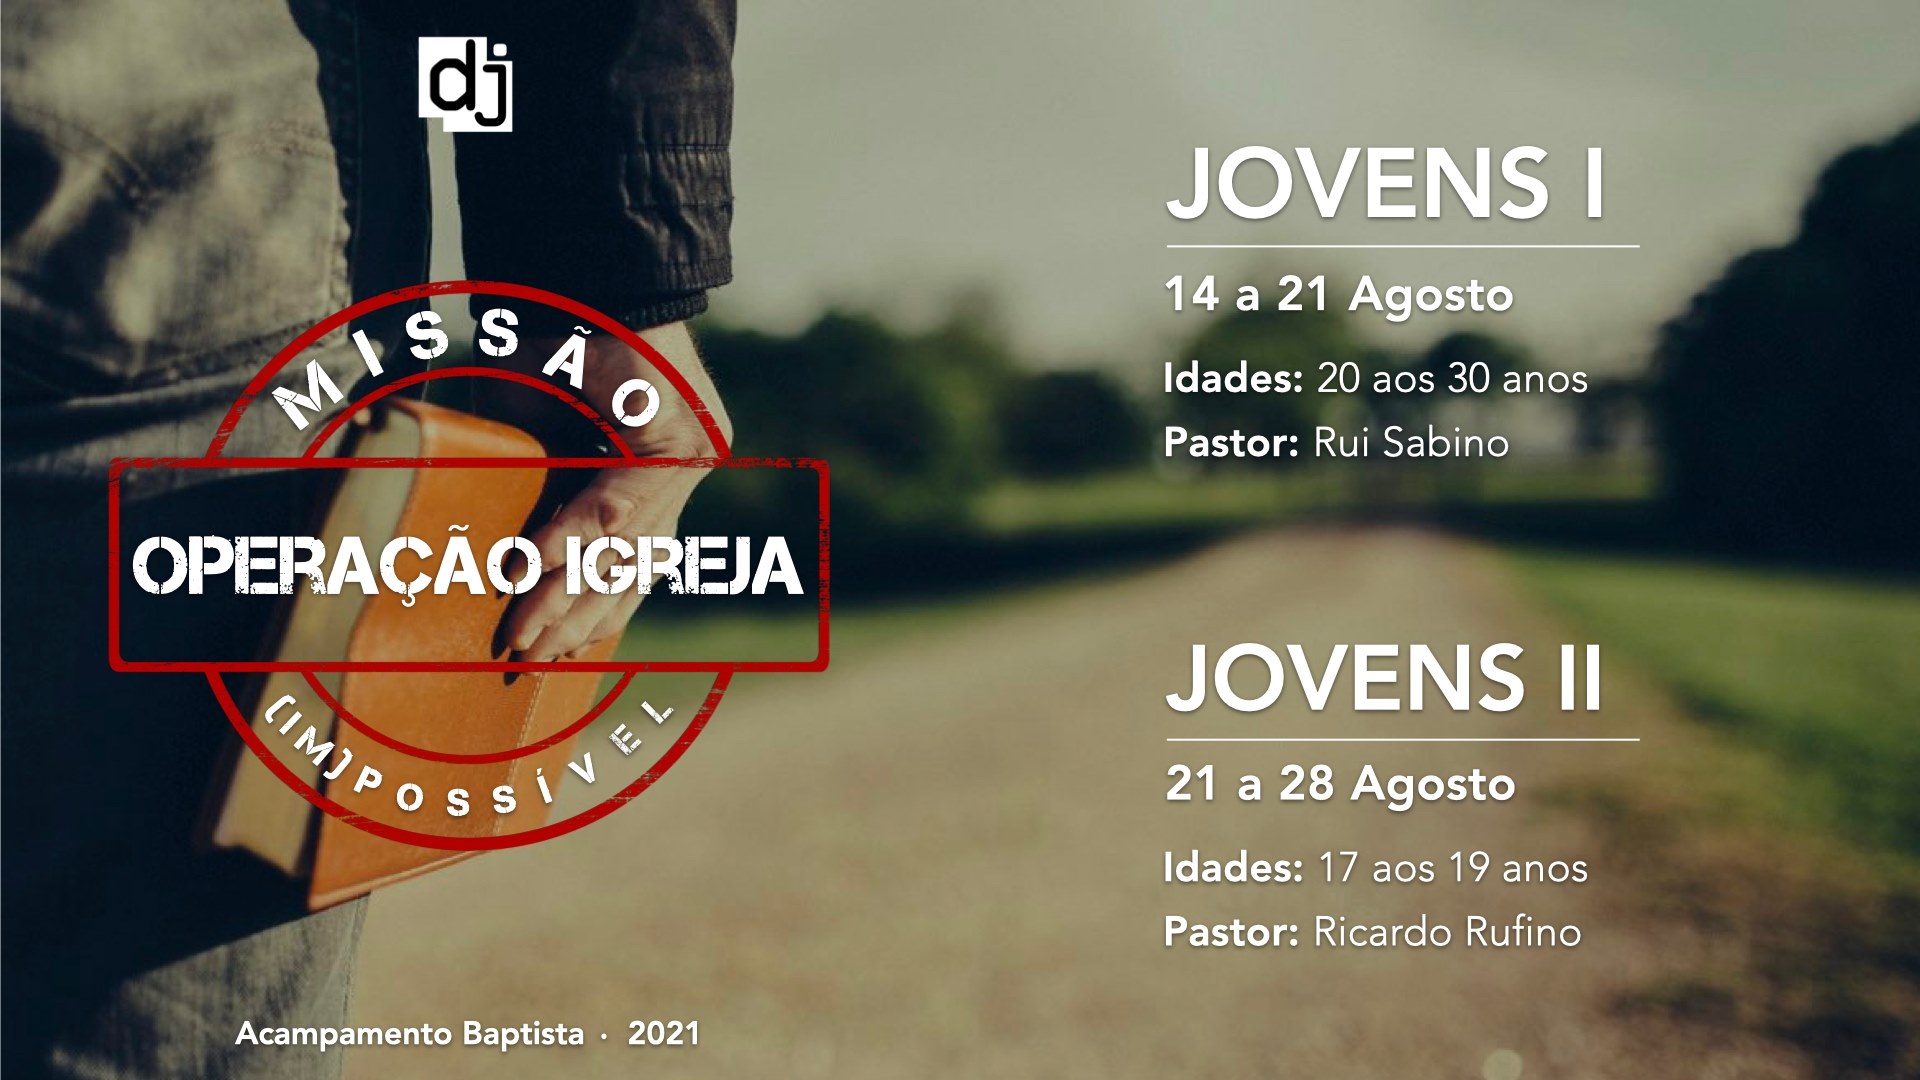 dj
MISSÃO
OPERAÇÃO IGREJA
(IM)POSSÍVEL
Acampamento Baptista · 2021
JOVENS I
14 a 21 Agosto
Idades: 20 aos 30 anos
Pastor: Rui Sabino
JOVENS II
21 a 28 Agosto
Idades: 17 aos 19 anos
Pastor: Ricardo Rufino